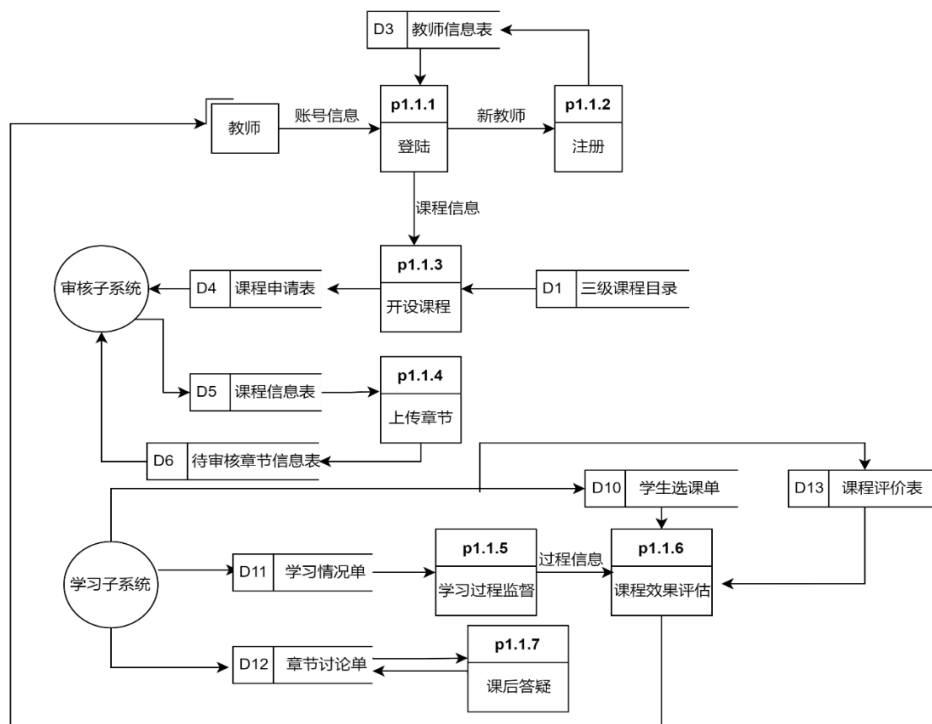 D3 教师信息表
p1.1.1
p1.1.2
教师
账号信息
登陆
新教师
注册
课程信息
p1.1.3
审核子系统
D4 课程申请表
开设课程
D1 三级课程目录
p1.1.4
D5 课程信息表
上传章节
D6 待审核章节信息表
D10 学生选课单
D13 课程评价表
p1.1.5
过程信息
p1.1.6
学习子系统
D11 学习情况单
学习过程监督
课程效果评估
p1.1.7
D12 章节讨论单
课后答疑